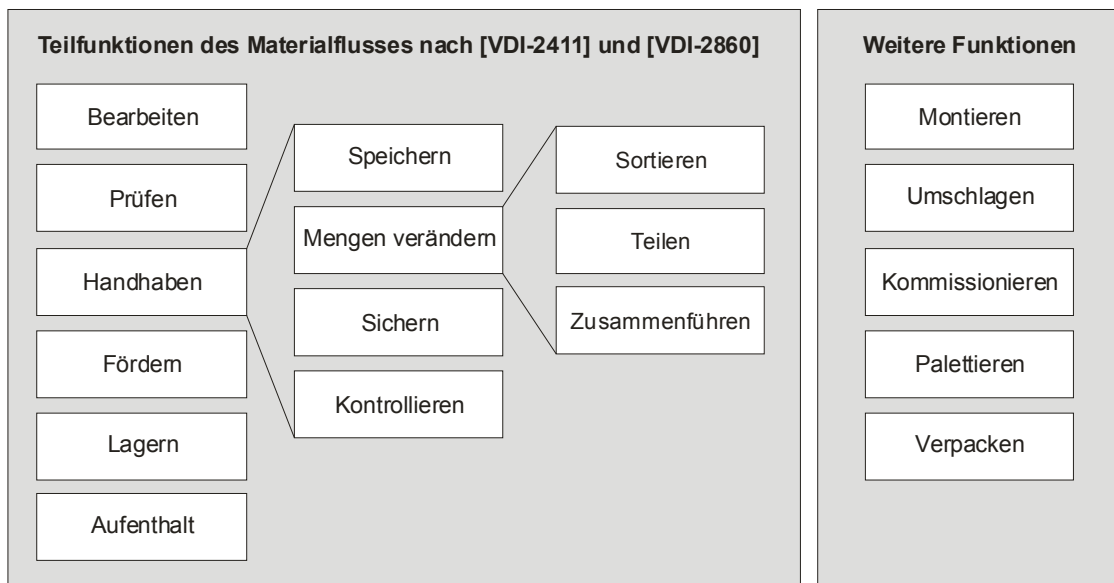 Teilfunktionen des Materialflusses nach [VDI-2411] und [VDI-2860]
Bearbeiten
Prüfen
Handhaben
Fördern
Lagern
Aufenthalt
Speichern
Mengen verändern
Sichern
Kontrollieren
Sortieren
Teilen
Zusammenführen
Weitere Funktionen
Montieren
Umschlagen
Kommissionieren
Palettieren
Verpacken